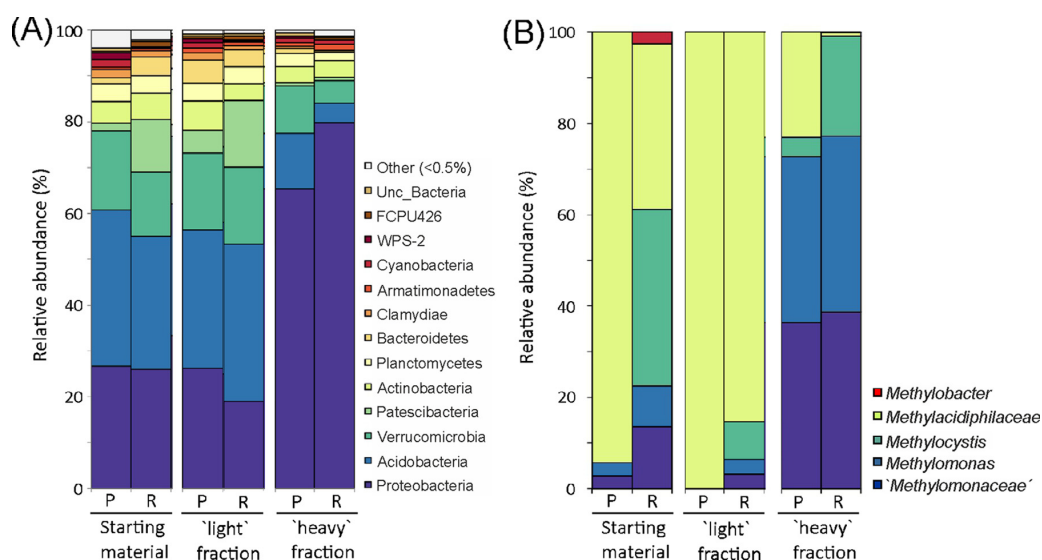 (A)
Relative abundance (%)
100
80
60
40
20
0
Other (<0.5%)
Unc_Bacteria
FCPU426
WPS-2
Cyanobacteria
Armatimonadetes
Clamydiae
Bacteroidetes
Planctomycetes
Actinobacteria
Patescibacteria
Verrucomicrobia
Acidobacteria
Proteobacteria
P R P R P R
Starting material
`light` fraction
`heavy` fraction
(B)
Relative abundance (%)
100
80
60
40
20
0
Methylobacter
Methylacidiphilaceae
Methylocystis
Methylomonas
`Methylomonaceae´
P R P R P R
Starting material
`light` fraction
`heavy` fraction